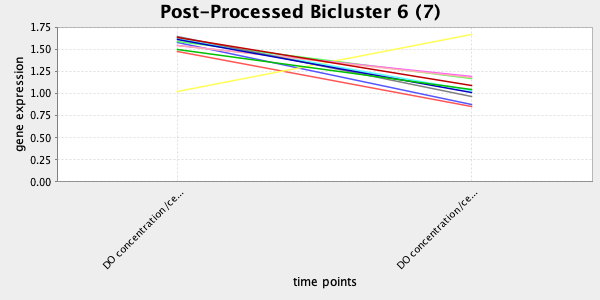 Post-Processed Bicluster 6 (7)
gene expression
1.75
1.50
1.25
1.00
0.75
0.50
0.25
0.00
DO concentration/ce...
DO concentration/ce...
time points